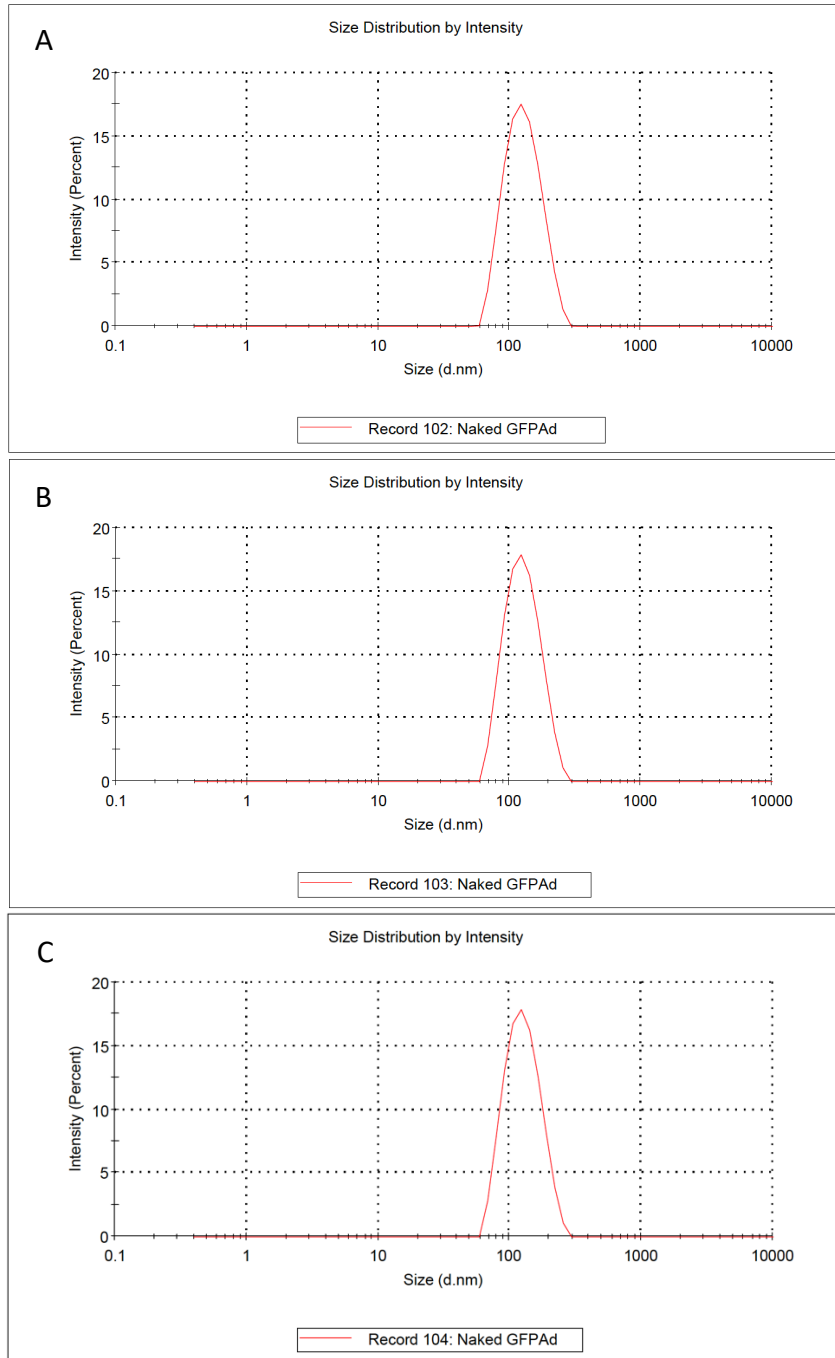 A
Size Distribution by Intensity
20
15
10
5
0
Intensity (Percent)
0.1 1 10 100 1000 10000
Size (d.nm)
Record 102: Naked GFPAd
B
Size Distribution by Intensity
20
15
10
5
0
Intensity (Percent)
0.1 1 10 100 1000 10000
Size (d.nm)
Record 103: Naked GFPAd
C
Size Distribution by Intensity
20
15
10
5
0
Intensity (Percent)
0.1 1 10 100 1000 10000
Size (d.nm)
Record 104: Naked GFPAd